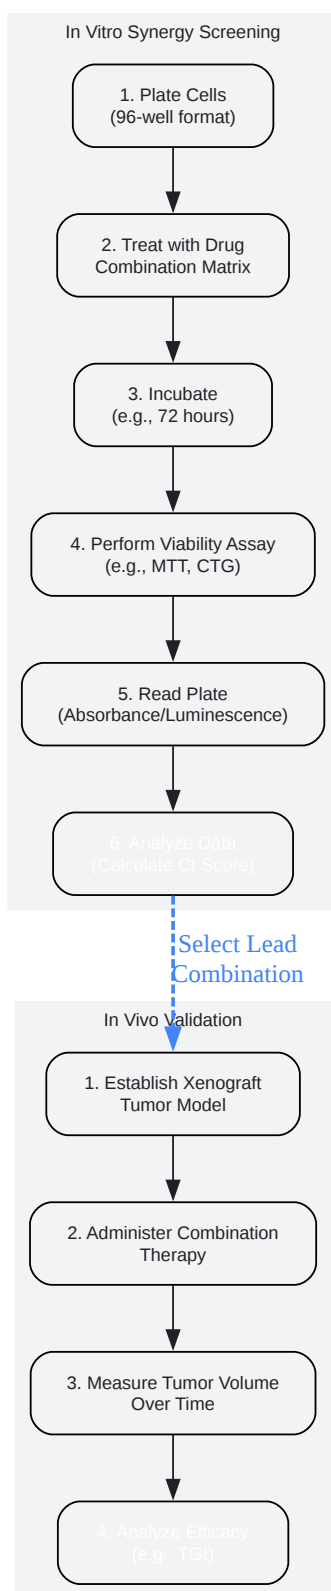 In Vitro Synergy Screening
1. Plate Cells
(96-well format)
2. Treat with Drug
Combination Matrix
3. Incubate
(e.g., 72 hours)
4. Perform Viability Assay
(e.g., MTT, CTG)
5. Read Plate
(Absorbance/Luminescence)
6. Analyze Data
(Calculate CI Score)
Select Lead
Combination
In Vivo Validation
1. Establish Xenograft
Tumor Model
2. Administer Combination
Therapy
3. Measure Tumor Volume
Over Time
4. Analyze Efficacy
(e.g., TGI)